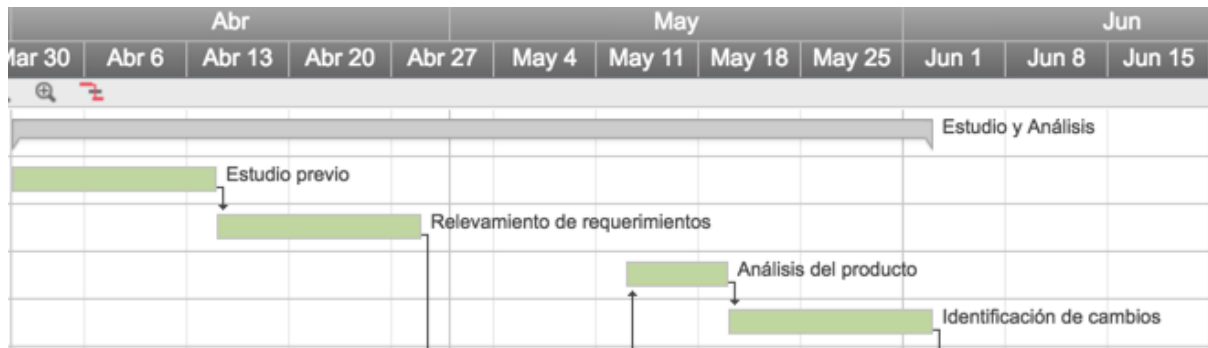 Abr May Jun
Mar 30 Abr 6 Abr 13 Abr 20 Abr 27 May 4 May 11 May 18 May 25 Jun 1 Jun 8 Jun 15
Estudio y Análisis
Estudio previo
Relevamiento de requerimientos
Análisis del producto
Identificación de cambios